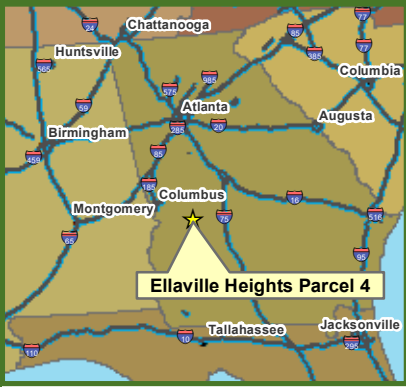 24
Chattanooga
77
85
Huntsville
385
77
565
985
575
Columbia
59
Atlanta
Augusta
285
20
Birmingham
459
85
185
Columbus
16
Montgomery
75
516
65
95
Ellaville Heights Parcel 4
Tallahassee
Jacksonville
10
110
295